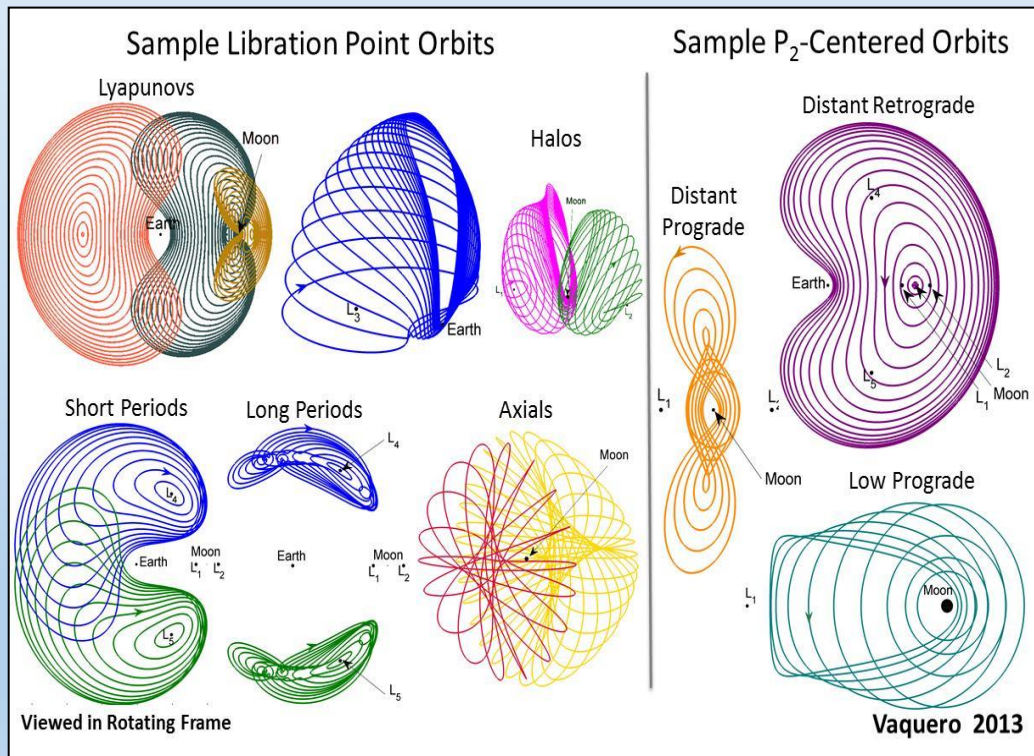 Sample Libration Point Orbits
Lyapunovs
Moon
Earth
L3
Earth
Halos
Moon
L1
L2
Short Periods
L4
Earth
Moon
L1 L2
L5
Long Periods
L4
Earth
Moon
L1 L2
L5
Axials
Moon
Viewed in Rotating Frame
Sample P2-Centered Orbits
Distant Retrograde
L4
Earth
L5
L2
Moon
L1
Distant
Prograde
L1
L2
Moon
Low Prograde
L1
Moon
Vaquero 2013